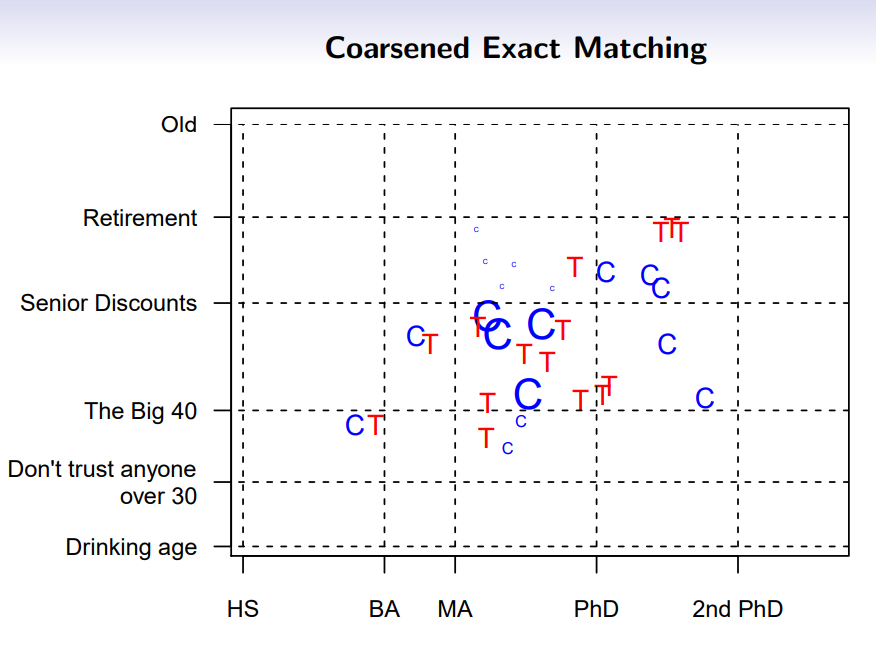 Coarsened Exact Matching
Old
Retirement
C
T T T
C C T C C
C C
Senior Discounts
C
T C C T
C T C
T T
T
C T T
The Big 40
T C T C
C T C
T C
Don't trust anyone
over 30
Drinking age
HS BA MA PhD 2nd PhD